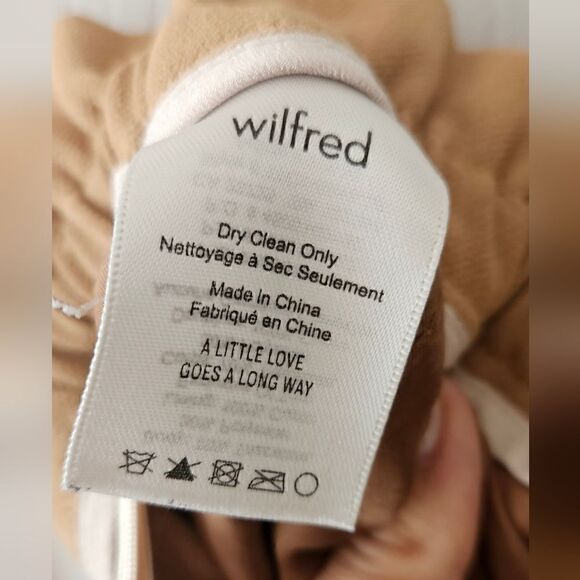 wilfred
Dry Clean Only
Nettoyage à Sec Seulement
Made In China
Fabriqué en Chine
A LITTLE LOVE
GOES A LONG WAY